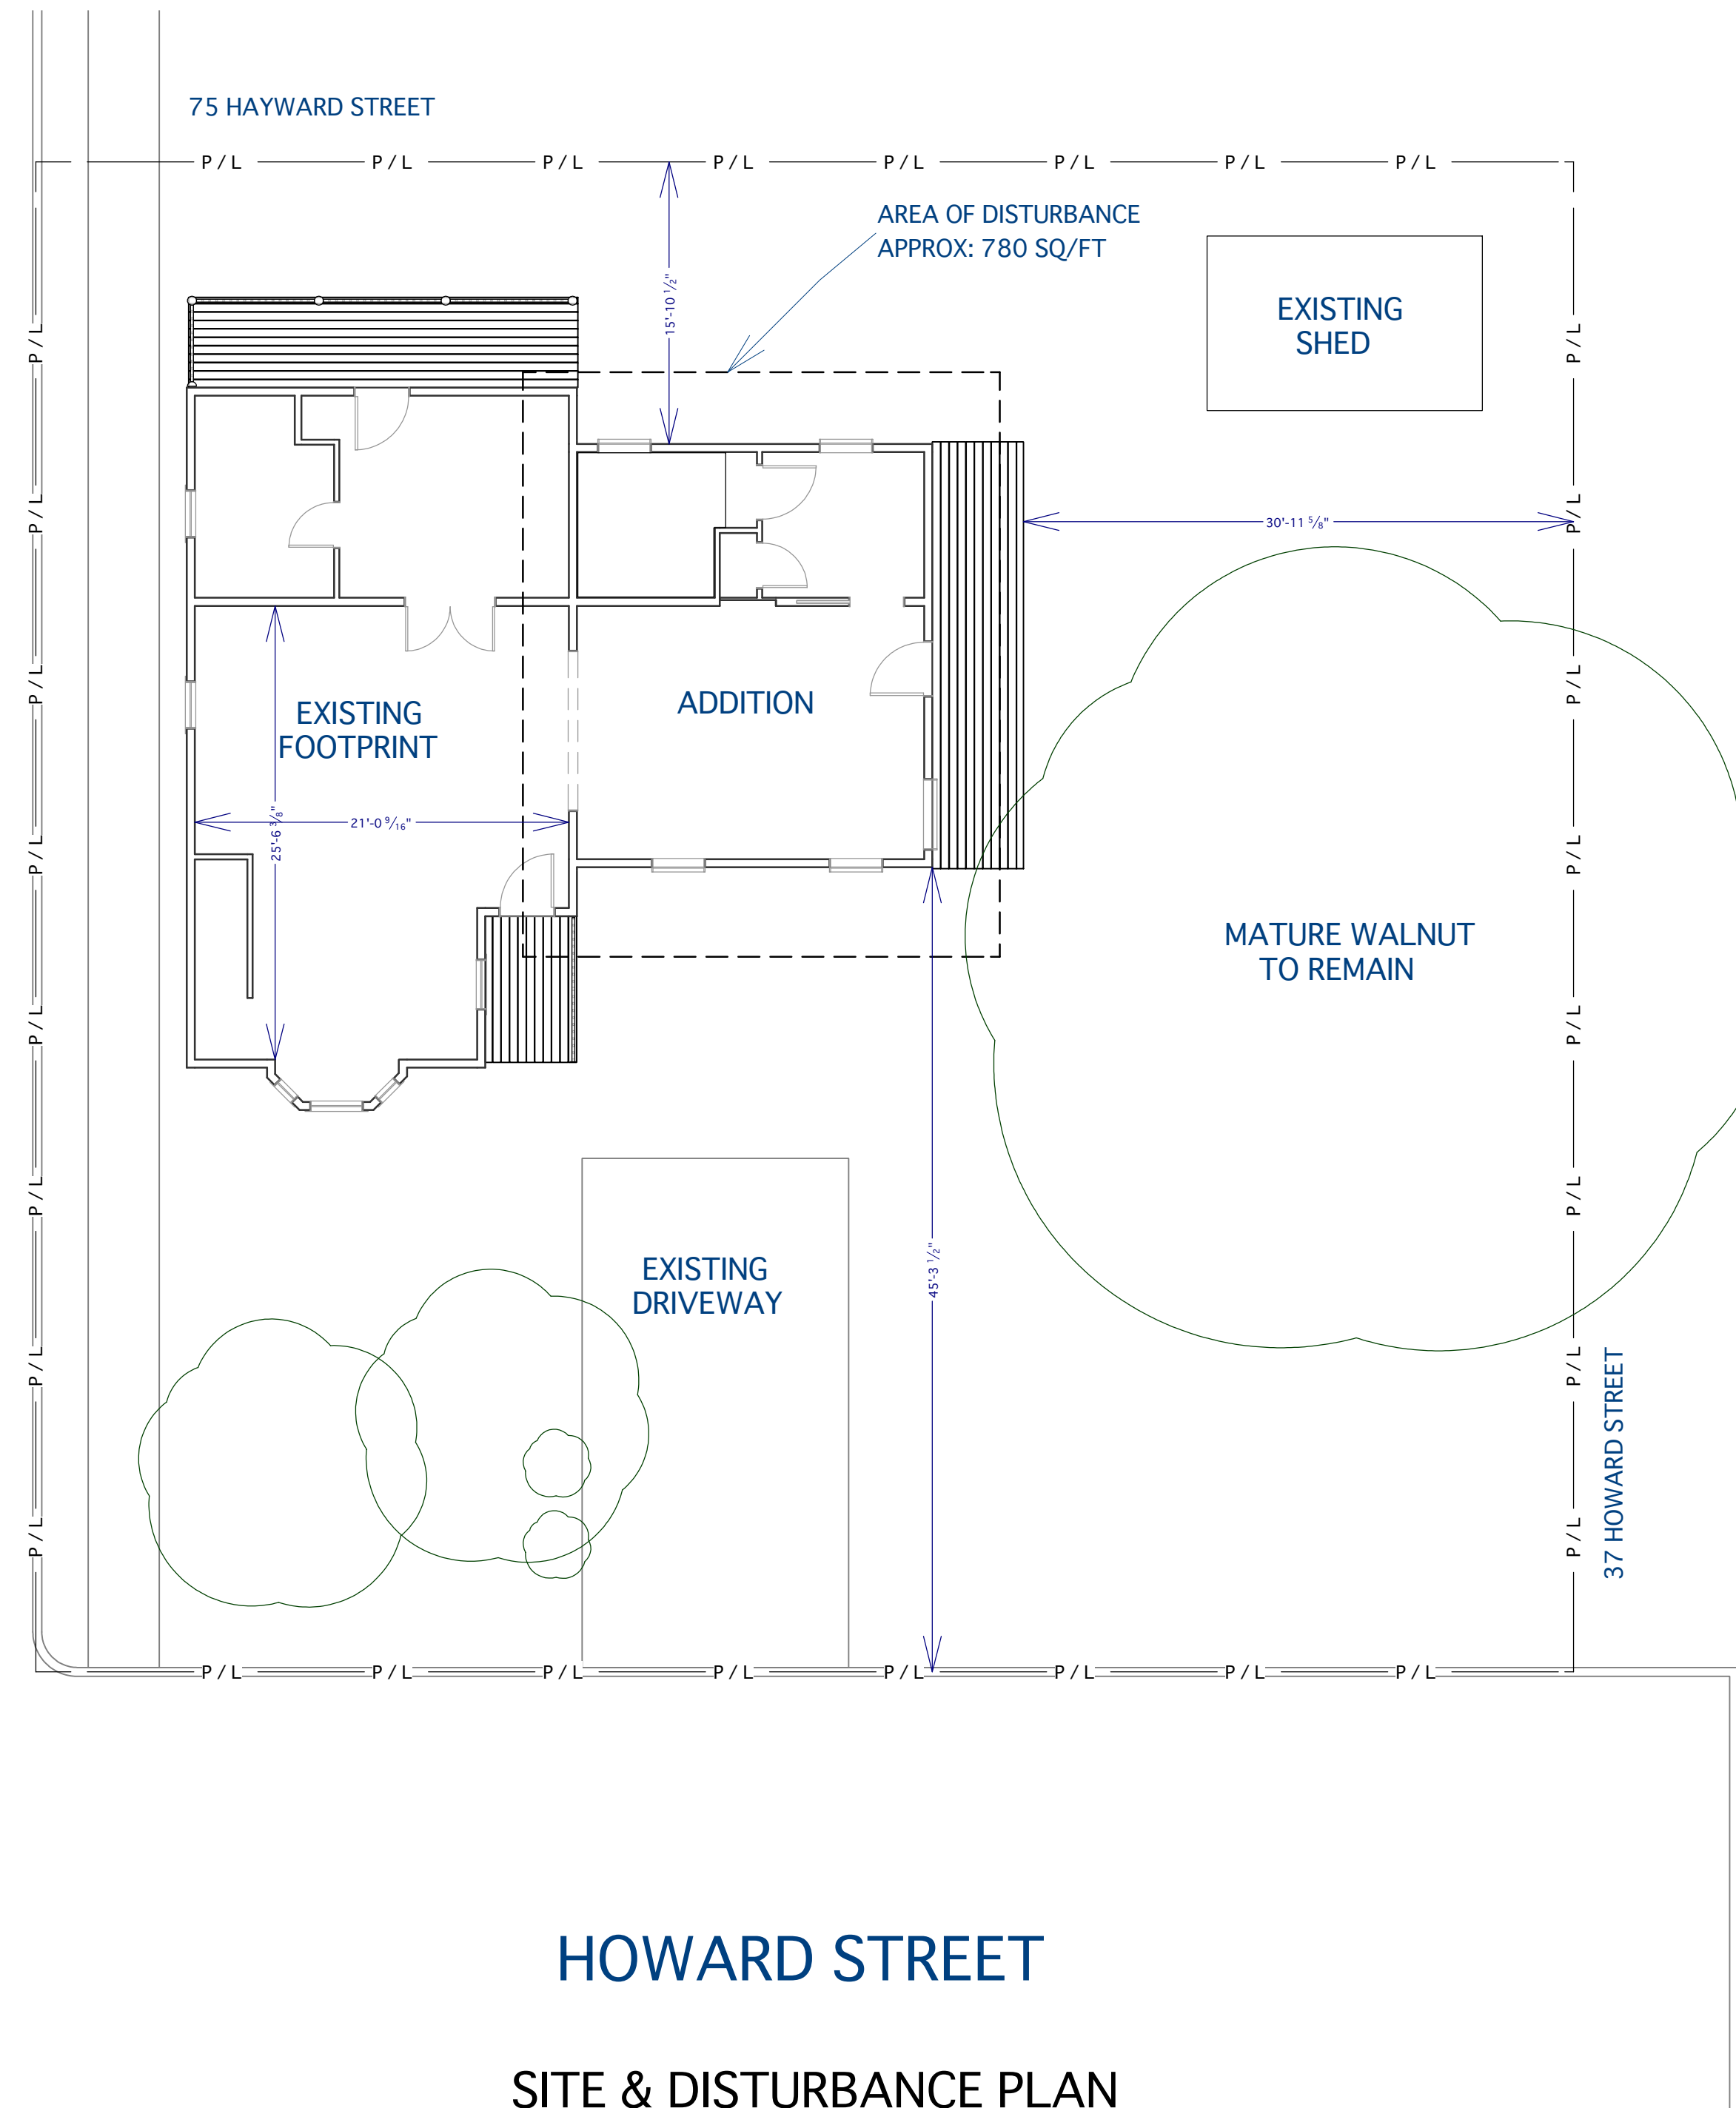 75 HAYWARD STREET
P / L P / L P / L P / L P / L P / L P / L P / L
AREA OF DISTURBANCE
APPROX: 780 SQ/FT
15'-10 1/2"
EXISTING
SHED
P / L
P / L
P / L
P / L
P / L
P / L
P / L
P / L
30'-11 5/8"
P / L
P / L
P / L
P / L
P / L
P / L
P / L
P / L
EXISTING
FOOTPRINT
ADDITION
25'-6 3/8"
21'-0 9/16"
MATURE WALNUT
TO REMAIN
EXISTING
DRIVEWAY
45'-3 1/2"
37 HOWARD STREET
P / L P / L P / L P / L P / L P / L P / L P / L
HOWARD STREET
SITE & DISTURBANCE PLAN